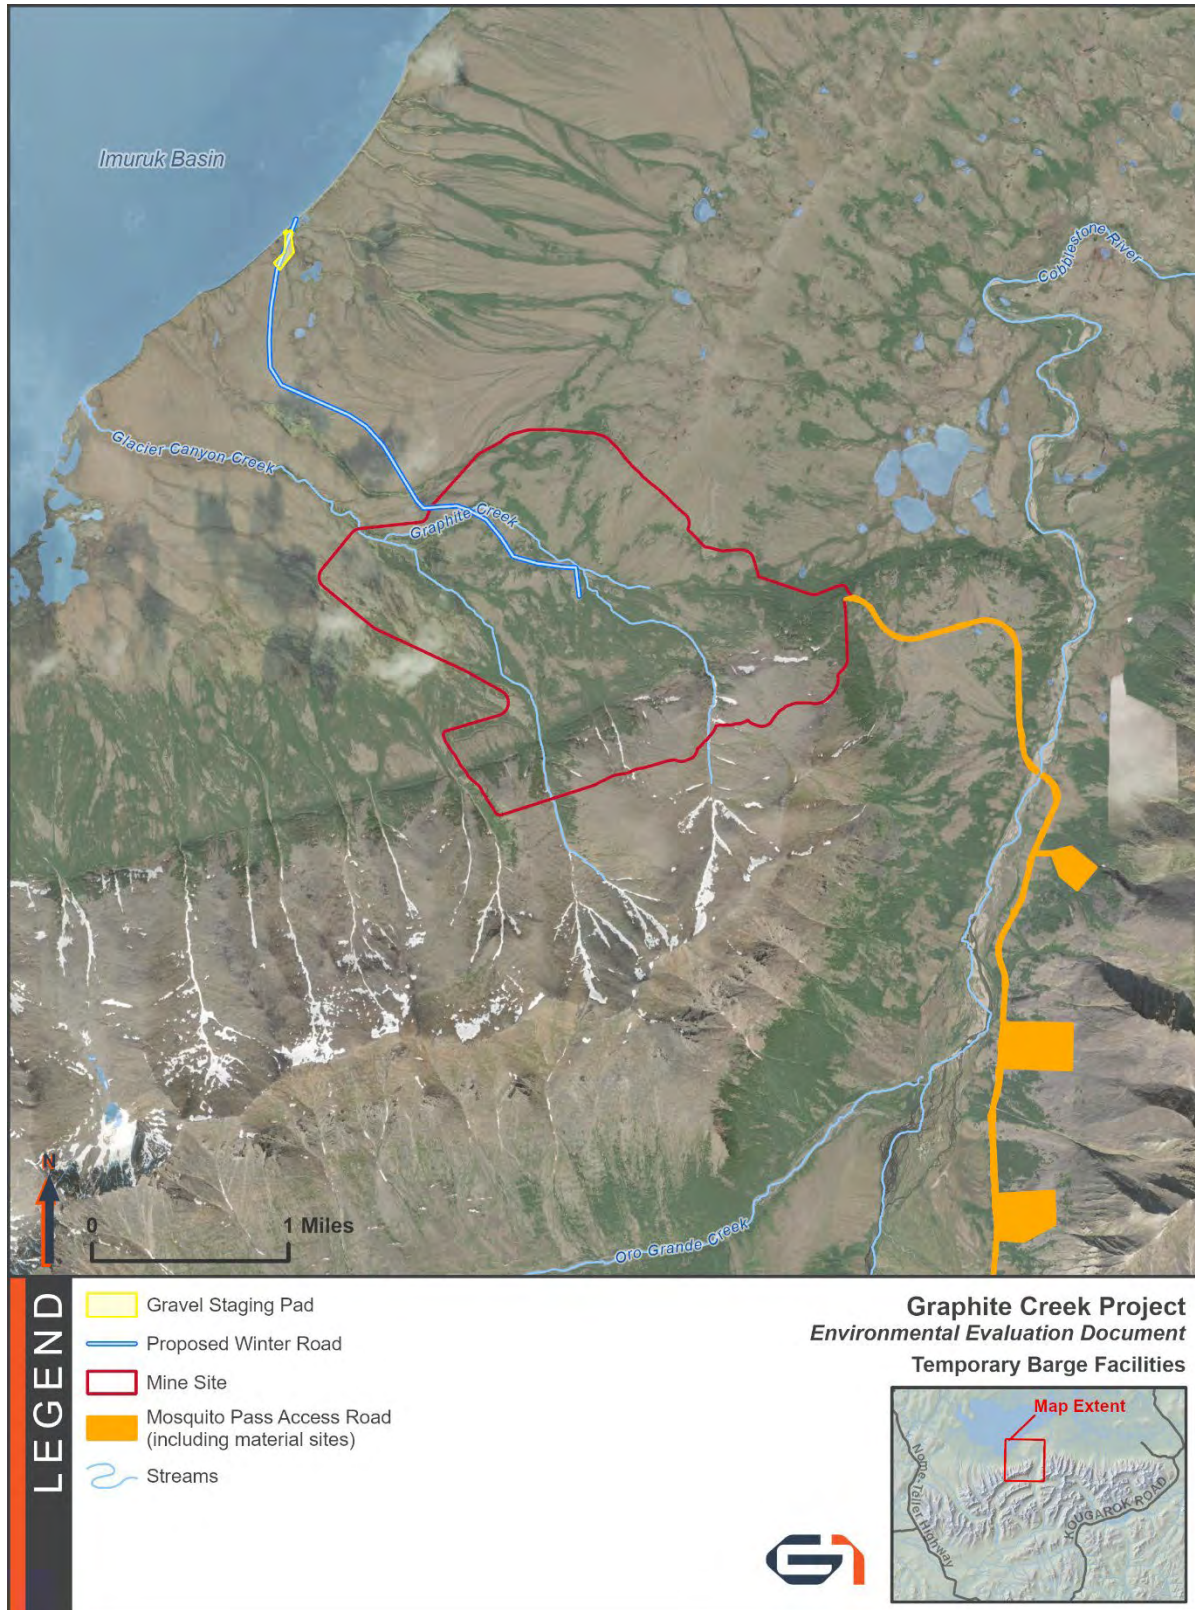 Imuruk Basin
Cobblestone River
Glacier Canyon Creek
Graphite Creek
Oro Grande Creek
N
0 1 Miles
LEGEND
Gravel Staging Pad
Proposed Winter Road
Mine Site
Mosquito Pass Access Road
(including material sites)
Streams
Graphite Creek Project
Environmental Evaluation Document
Temporary Barge Facilities
Map Extent
Nome-Teller Highway
KOUGAROK ROAD
G1